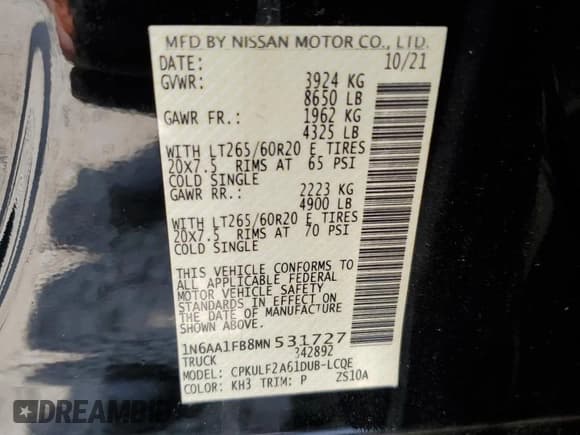 MFD BY NISSAN MOTOR CO., LTD.
DATE: 10/21
GVWR: 3924 KG
8650 LB
GAWR FR.: 1962 KG
4325 LB
WITH LT265/60R20 E TIRES
20X7.5 RIMS AT 65 PSI
COLD SINGLE
GAWR RR.: 2223 KG
4900 LB
WITH LT265/60R20 E TIRES
20X7.5 RIMS AT 70 PSI
COLD SINGLE
THIS VEHICLE CONFORMS TO
ALL APPLICABLE FEDERAL
MOTOR VEHICLE SAFETY
STANDARDS IN EFFECT ON
THE DATE OF MANUFACTURE
SHOWN ABOVE.
1N6AA1FB8MN531727
TRUCK 342892
MODEL: CPKULF2A61DUB-LCQE
COLOR: KH3 TRIM: P ZS10A